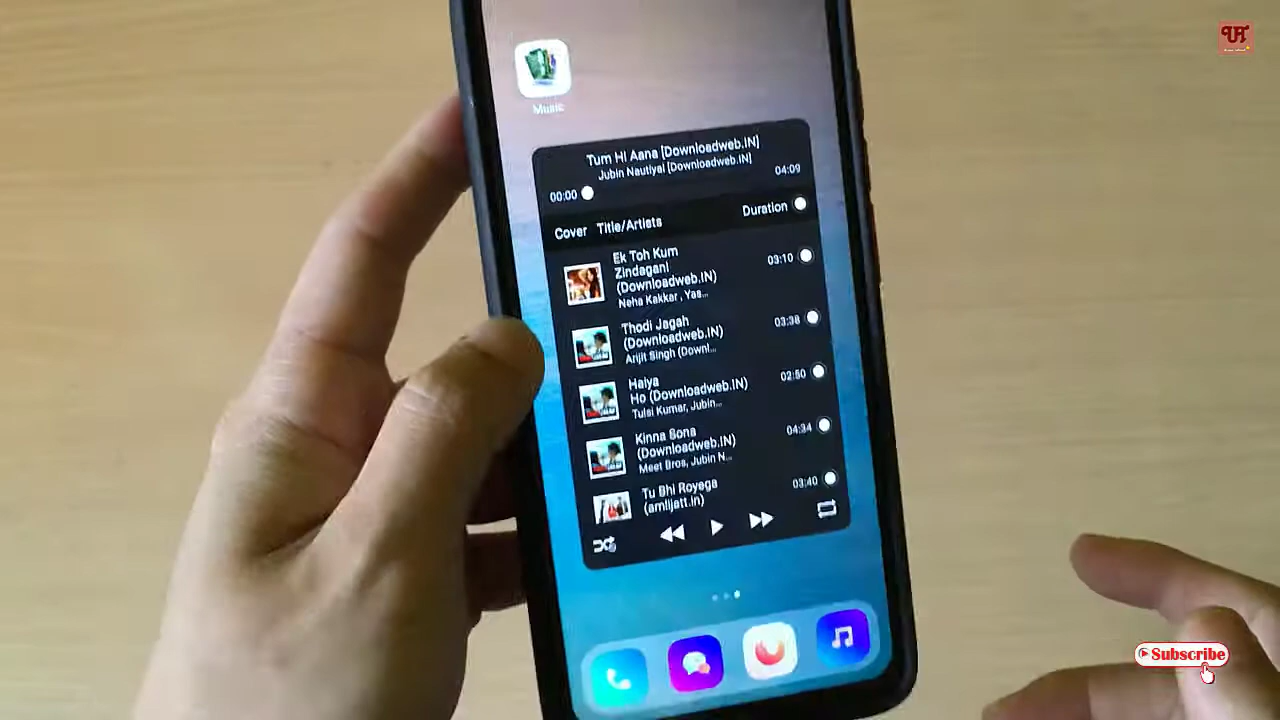 Music
Tum Hi Aana [Downloadweb.IN]
Jubin Nautiyal [Downloadweb.IN]
00:00
04:09
Cover Title/Artists Duration
Ek Toh Kum
Zindagani
(Downloadweb.IN)
Neha Kakkar , Yas...
03:10
Thodi Jagah
(Downloadweb.IN)
Arijit Singh (Downl...
03:38
Haiya
Ho (Downloadweb.IN)
Tulsi Kumar, Jubin...
02:50
Kinna Sona
(Downloadweb.IN)
Meet Bros, Jubin N...
04:34
Tu Bhi Royega
(amlijatt.in)
03:40
Subscribe